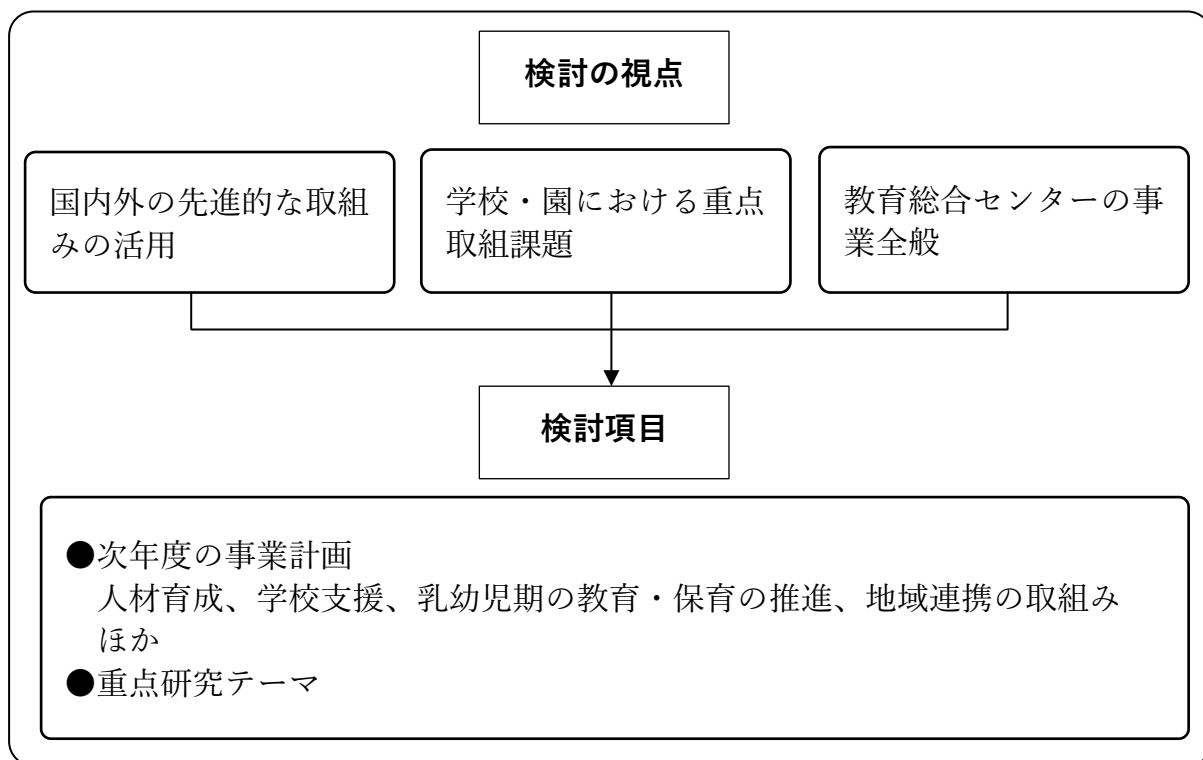 検討の視点
国内外の先進的な取組
みの活用
学校・園における重点
取組課題
教育総合センターの事
業全般
検討項目
●次年度の事業計画
人材育成、学校支援、乳幼児期の教育・保育の推進、地域連携の取組み
ほか
●重点研究テーマ